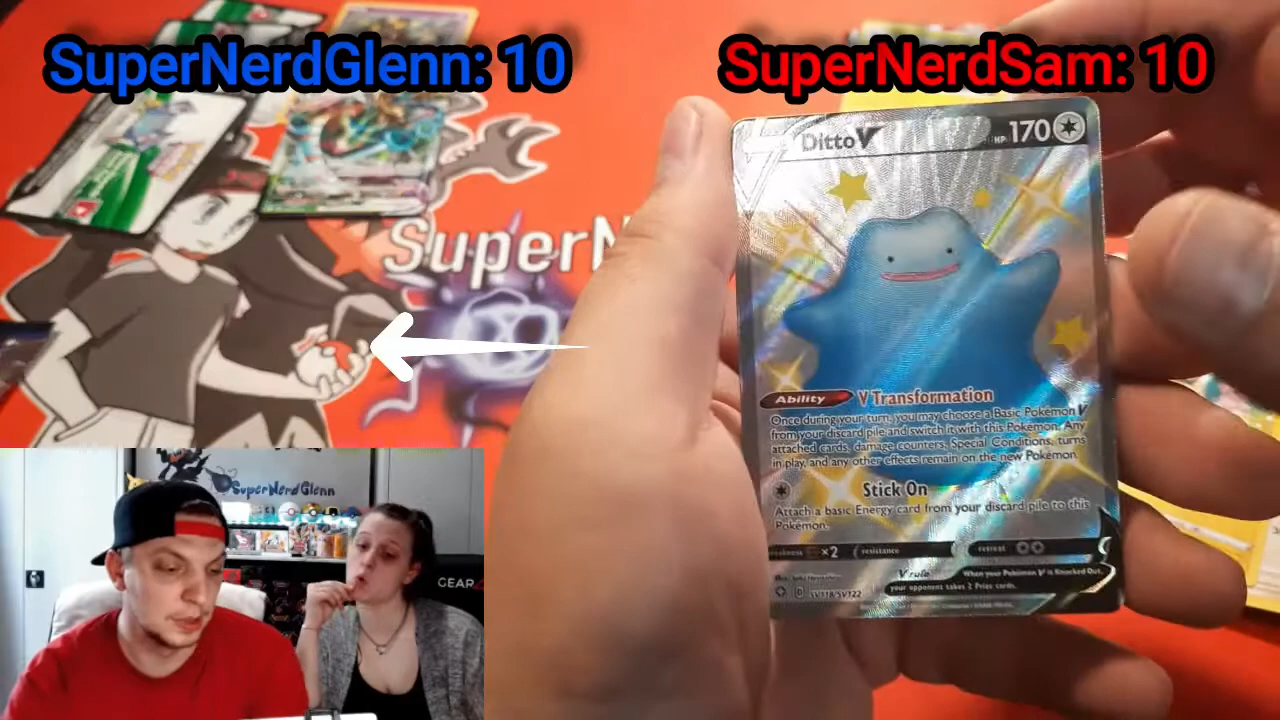 SuperNerdGlenn: 10
SuperNerdSam: 10
DittoV
HP 170
SuperN
Ability V Transformation
Once during your turn, you may choose a Basic Pokémon V
from your discard pile and switch it with this Pokémon. Any
attached cards, damage counters, Special Conditions, turns
in play, and any other effects remain on the new Pokémon.
Stick On
Attach a basic Energy card from your discard pile to this
Pokémon.
weakness ×2 resistance retreat
V rule When your Pokémon V is Knocked Out,
your opponent takes 2 Prize cards.
SV118/SV122
SuperNerdGlenn
GEAR